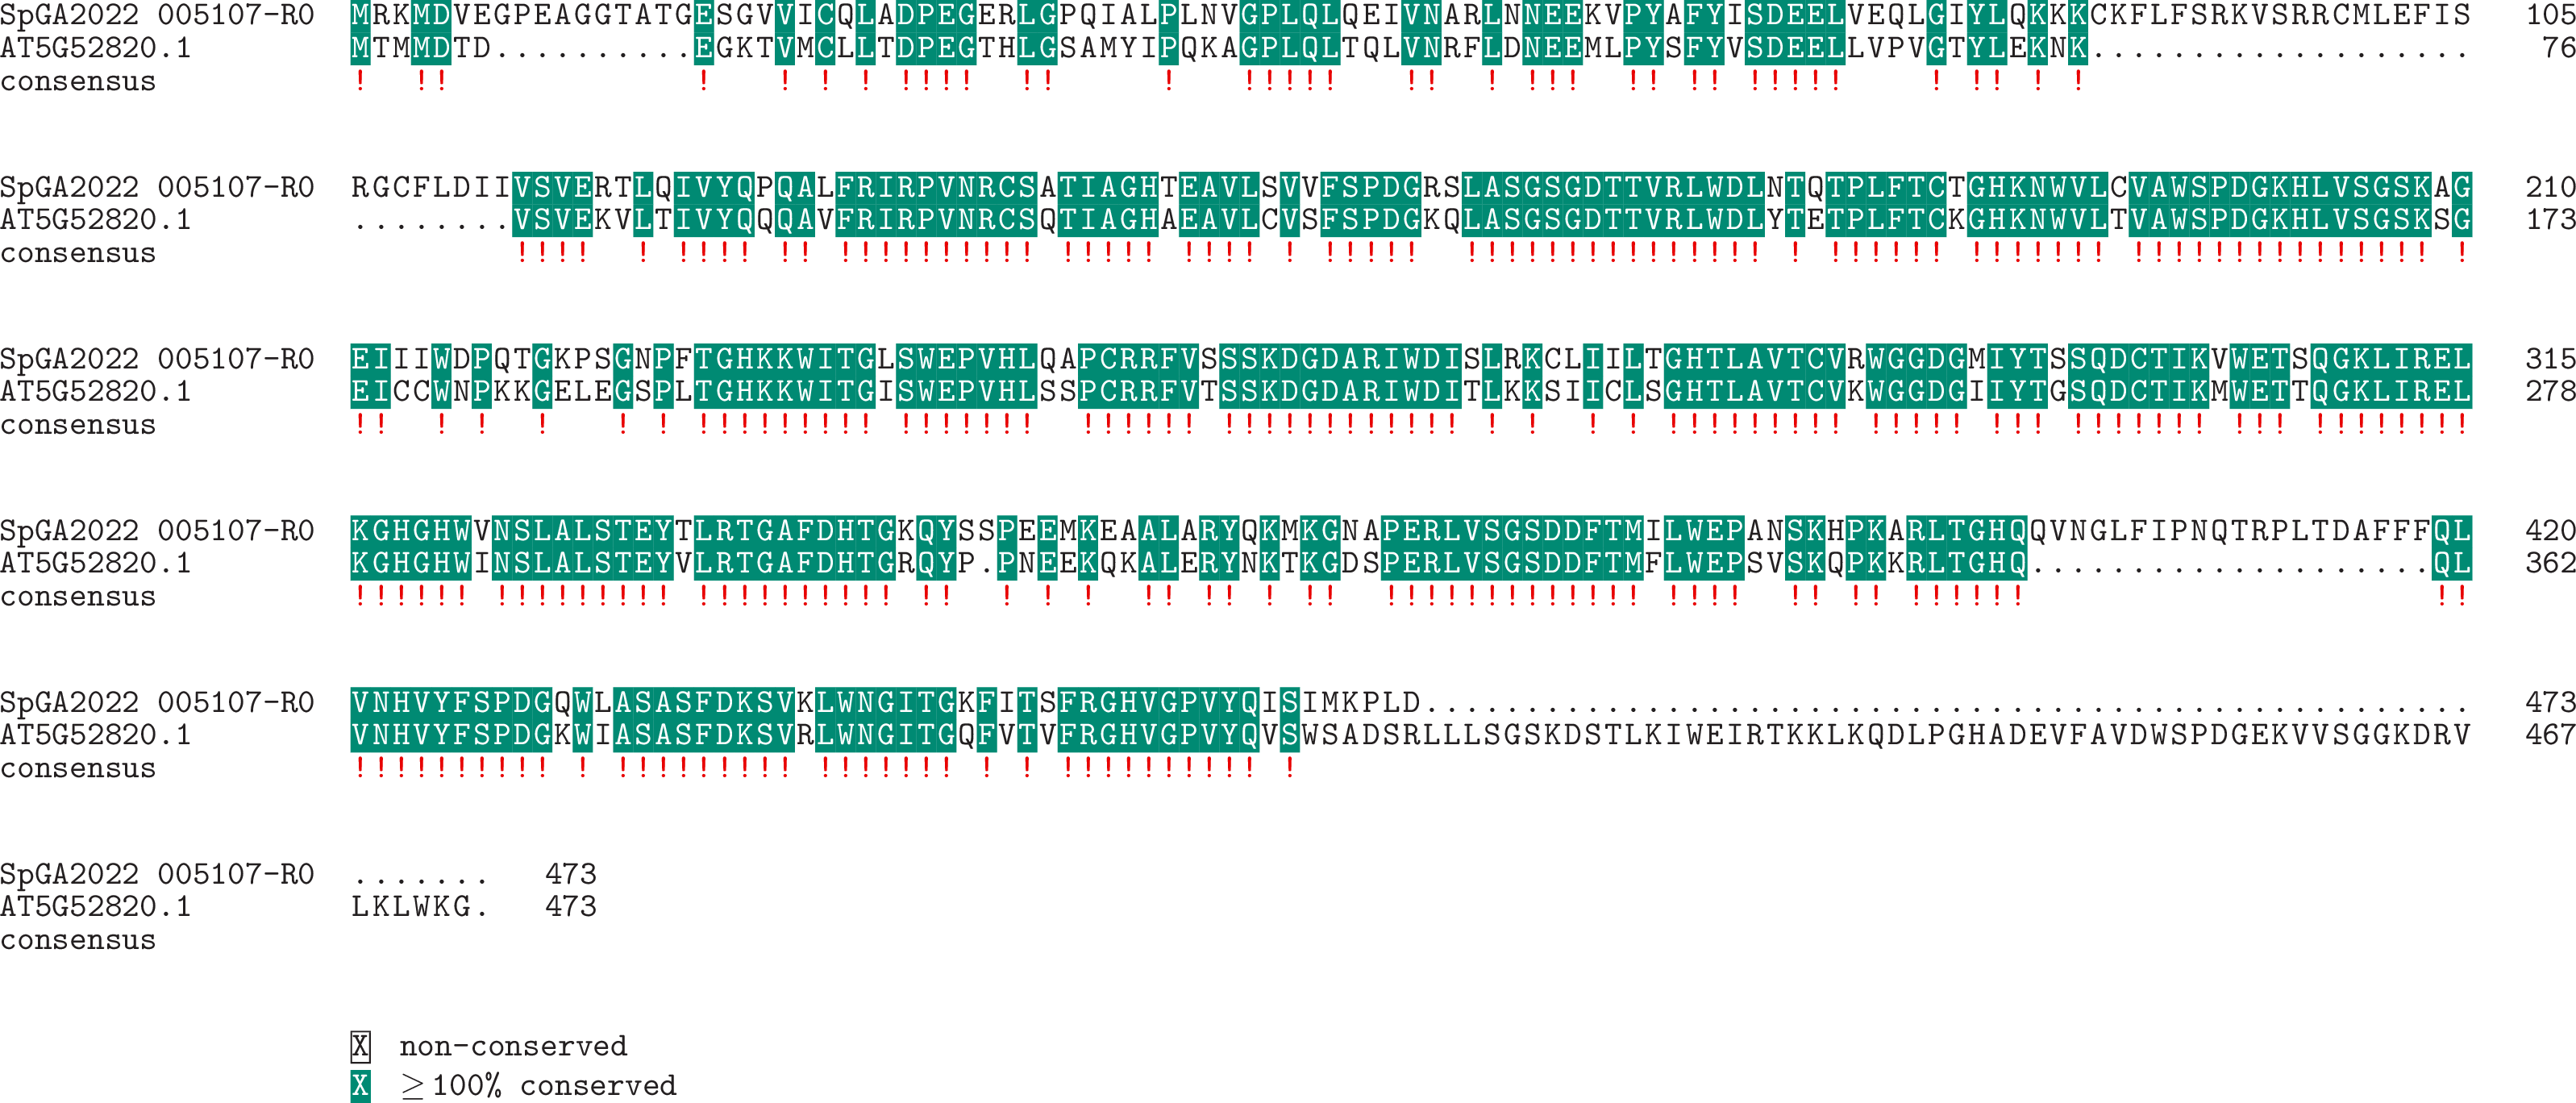 SpGA2022 005107-R0 MRKMDVEGPEAGGTATGESGVVICQLADPEGERLGPQIALPLNVGPLQLQEIVNARLNNEEKVPYAFYISDEELVEQLGIYLQKKKCKFLFSRKVSRRCMLEFIS 105
AT5G52820.1 MTMMDTD..........EGKTVMCLLTDPEGTHLGSAMYIPQKAGPLQLTQLVNRFLDNEEMLPYSFYVSDEELLVPVGTYLEKNK................... 76
consensus ! !! ! ! ! ! !!!! !! ! !!!!! !! ! !!! !! !! !!!!! ! !! ! !
SpGA2022 005107-R0 RGCFLDIIVSVERTLQIVYQPQALFRIRPVNRCSATIAGHTEAVLSVVFSPDGRSLASGSGDTTVRLWDLNTQTPLFTCTGHKNWVLCVAWSPDGKHLVSGSKAG 210
AT5G52820.1 ........VSVEKVLTIVYQQQAVFRIRPVNRCSQTIAGHAEAVLCVSFSPDGKQLASGSGDTTVRLWDLYTETPLFTCKGHKNWVLTVAWSPDGKHLVSGSKSG 173
consensus !!!! ! !!!! !! !!!!!!!!!! !!!!! !!!! ! !!!!! !!!!!!!!!!!!!!! ! !!!!!! !!!!!!! !!!!!!!!!!!!!!! !
SpGA2022 005107-R0 EIIIWDPQTGKPSGNPFTGHKKWITGLSWEPVHLQAPCRRFVSSSKDGDARIWDISLRKCLIILTGHTLAVTCVRWGGDGMIYTSSQDCTIKVWETSQGKLIREL 315
AT5G52820.1 EICCWNPKKGELEGSPLTGHKKWITGISWEPVHLSSPCRRFVTSSKDGDARIWDITLKKSIICLSGHTLAVTCVKWGGDGIIYTGSQDCTIKMWETTQGKLIREL 278
consensus !! ! ! ! ! ! !!!!!!!!! !!!!!!! !!!!!! !!!!!!!!!!!! ! ! ! ! !!!!!!!!! !!!!! !!! !!!!!!! !!! !!!!!!!!
SpGA2022 005107-R0 KGHGHWVNSLALSTEYTLRTGAFDHTGKQYSSPEEMKEAALARYQKMKGNAPERLVSGSDDFTMILWEPANSKHPKARLTGHQQVNGLFIPNQTRPLTDAFFFQL 420
AT5G52820.1 KGHGHWINSLALSTEYVLRTGAFDHTGRQYP.PNEEKQKALERYNKTKGDSPERLVSGSDDFTMFLWEPSVSKQPKKRLTGHQ....................QL 362
consensus !!!!!! !!!!!!!!! !!!!!!!!!! !! ! ! ! !! !! ! !! !!!!!!!!!!!!! !!!! !! !! !!!!!! !!
SpGA2022 005107-R0 VNHVYFSPDGQWLASASFDKSVKLWNGITGKFITSFRGHVGPVYQISIMKPLD.................................................... 473
AT5G52820.1 VNHVYFSPDGKWIASASFDKSVRLWNGITGQFVTVFRGHVGPVYQVSWSADSRLLLSGSKDSTLKIWEIRTKKLKQDLPGHADEVFAVDWSPDGEKVVSGGKDRV 467
consensus !!!!!!!!!! ! !!!!!!!!! !!!!!!! ! ! !!!!!!!!!! !
SpGA2022 005107-R0 ....... 473
AT5G52820.1 LKLWKG. 473
consensus
X non-conserved
X ≥100% conserved